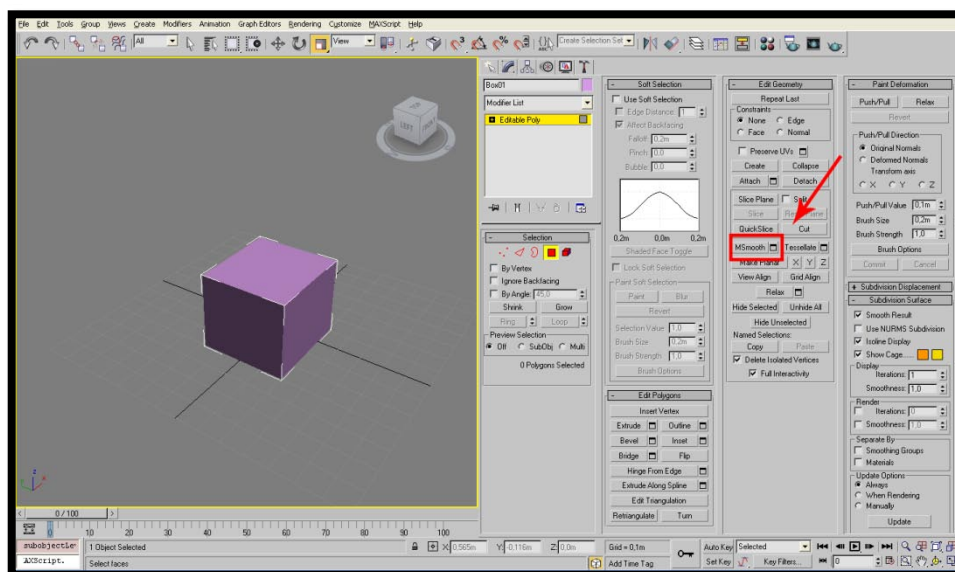 File Edit Tools Group Views Create Modifiers Animation Graph Editors Rendering Customize MAXScript Help
All
View
Create Selection Set
LEFT
z
x
y
0 / 100
Box01
Modifier List
Editable Poly
Selection
By Vertex
Ignore Backfacing
By Angle: 45,0
Shrink Grow
Ring Loop
Preview Selection
Off SubObj Multi
0 Polygons Selected
Soft Selection
Use Soft Selection
Edge Distance: 1
Affect Backfacing
Falloff: 0,2m
Pinch: 0,0
Bubble: 0,0
0,2m 0,0m 0,2m
Shaded Face Toggle
Lock Soft Selection
Paint Soft Selection
Paint Blur
Revert
Selection Value 1,0
Brush Size 0,2m
Brush Strength 1,0
Brush Options
Edit Polygons
Insert Vertex
Extrude Outline
Bevel Inset
Bridge Flip
Hinge From Edge
Extrude Along Spline
Edit Triangulation
Retriangulate Turn
Edit Geometry
Repeat Last
Constraints
None Edge
Face Normal
Preserve UVs
Create Collapse
Attach Detach
Slice Plane Split
Slice
QuickSlice Cut
MSmooth Tessellate
Make Planar X Y Z
View Align Grid Align
Relax
Hide Selected Unhide All
Hide Unselected
Named Selections:
Copy Paste
Delete Isolated Vertices
Full Interactivity
Paint Deformation
Push/Pull Relax
Revert
Push/Pull Direction
Original Normals
Deformed Normals
Transform axis
X Y Z
Push/Pull Value 0,1m
Brush Size 0,2m
Brush Strength 1,0
Brush Options
Commit Cancel
Subdivision Displacement
Subdivision Surface
Smooth Result
Use NURMS Subdivision
Isoline Display
Show Cage......
Display
Iterations: 1
Smoothness: 1,0
Render
Iterations: 0
Smoothness: 1,0
Separate By
Smoothing Groups
Materials
Update Options
Always
When Rendering
Manually
Update
0 10 20 30 40 50 60 70 80 90 100
subobjectLe 1 Object Selected X: 0,565m Y: -0,116m Z: 0,0m Grid = 0,1m Auto Key Selected
AXScript. Select faces Add Time Tag Set Key Key Filters... 0